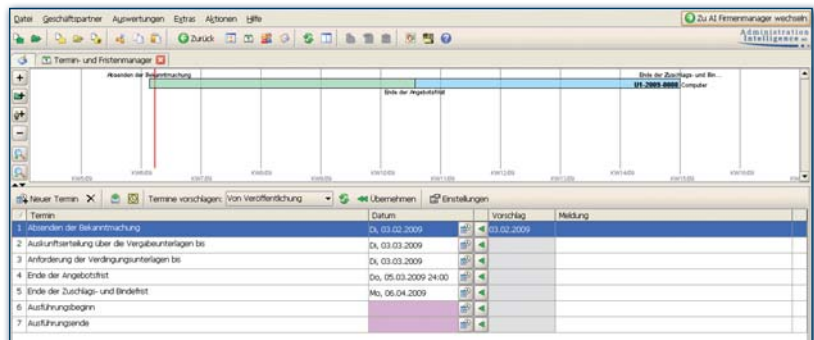 Datei Geschäftspartner Auswertungen Extras Aktionen Hilfe
Zu AI Firmenmanager wechseln
Zurück
Administration
Intelligence
Termin- und Fristenmanager
Absenden der Bekanntmachung
Ende der Zuschlags- und Bin...
U1-2009-0008 Computer
Ende der Angebotsfrist
Neuer Termin
Termine vorschlagen: Von Veröffentlichung
Übernehmen
Einstellungen
Termin Datum Vorschlag Meldung
1 Absenden der Bekanntmachung Di, 03.02.2009 03.02.2009
2 Auskunftserteilung über die Vergabeunterlagen bis Di, 03.03.2009
3 Anforderung der Verdingungsunterlagen bis Di, 03.03.2009
4 Ende der Angebotsfrist Do, 05.03.2009 24:00
5 Ende der Zuschlags- und Bindefrist Mo, 06.04.2009
6 Ausführungsbeginn
7 Ausführungsende